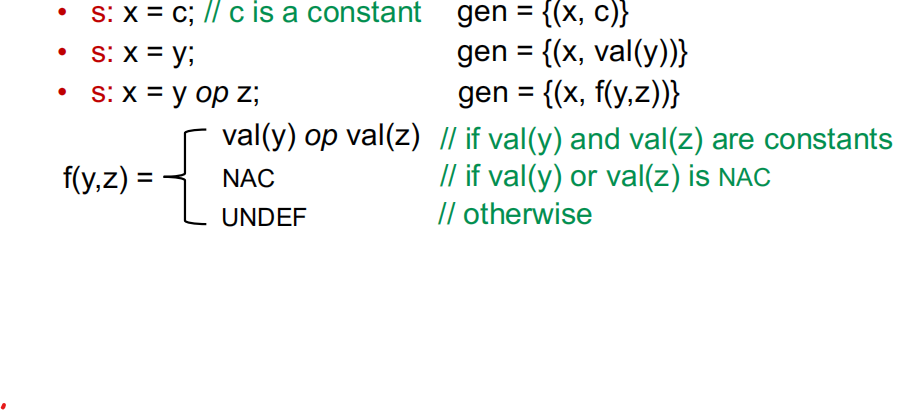 • s: x = c; // c is a constant gen = {(x, c)}
• s: x = y; gen = {(x, val(y))}
• s: x = y op z; gen = {(x, f(y,z))}
val(y) op val(z) // if val(y) and val(z) are constants
f(y,z) = NAC // if val(y) or val(z) is NAC
UNDEF // otherwise